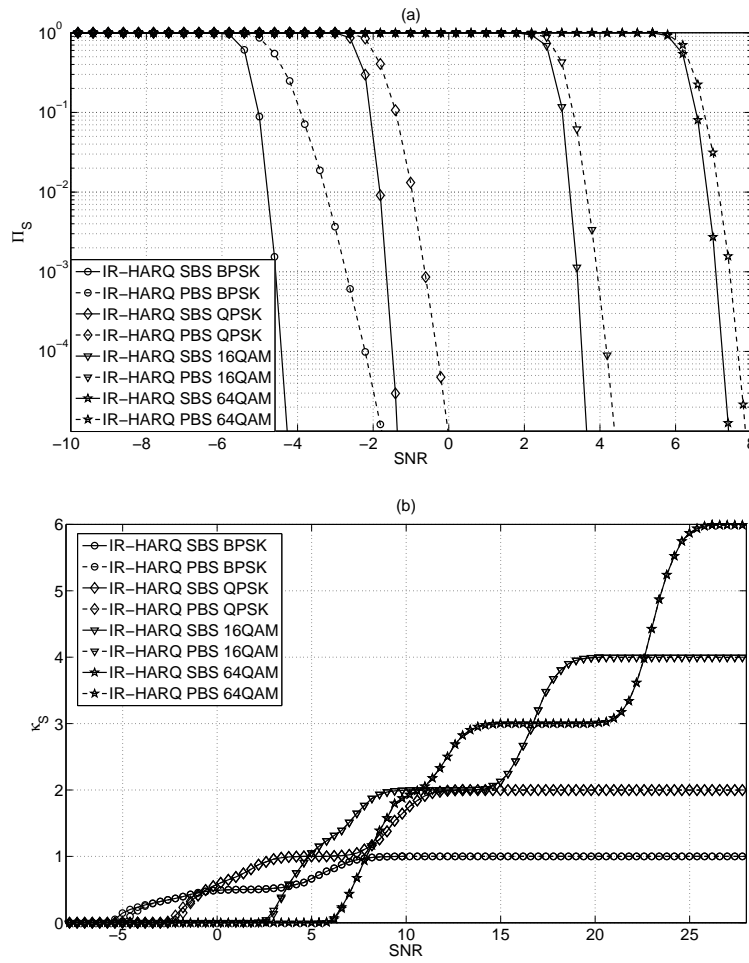 (a)
10^0
10^-1
10^-2
10^-3
10^-4
Π_S
IR-HARQ SBS BPSK
IR-HARQ PBS BPSK
IR-HARQ SBS QPSK
IR-HARQ PBS QPSK
IR-HARQ SBS 16QAM
IR-HARQ PBS 16QAM
IR-HARQ SBS 64QAM
IR-HARQ PBS 64QAM
-10 -8 -6 -4 -2 0 2 4 6 8
SNR
(b)
6
5
4
3
2
1
0
κ_S
IR-HARQ SBS BPSK
IR-HARQ PBS BPSK
IR-HARQ SBS QPSK
IR-HARQ PBS QPSK
IR-HARQ SBS 16QAM
IR-HARQ PBS 16QAM
IR-HARQ SBS 64QAM
IR-HARQ PBS 64QAM
-5 0 5 10 15 20 25
SNR